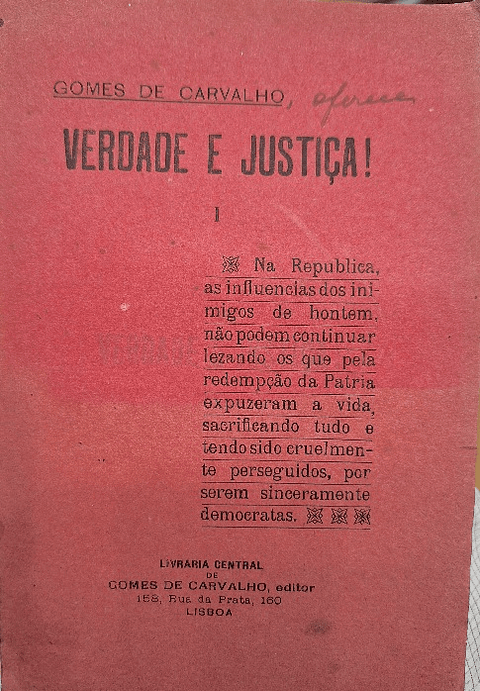 GOMES DE CARVALHO, oferece
VERDADE E JUSTIÇA!
I
Na Republica,
as influencias dos ini-
migos de hontem,
não podem continuar
lezando os que pela
redempção da Patria
expuzeram a vida,
sacrificando tudo e
tendo sido cruelmen-
te perseguidos, por
serem sinceramente
democratas.
LIVRARIA CENTRAL
DE
GOMES DE CARVALHO, editor
158, Rua da Prata, 160
LISBOA